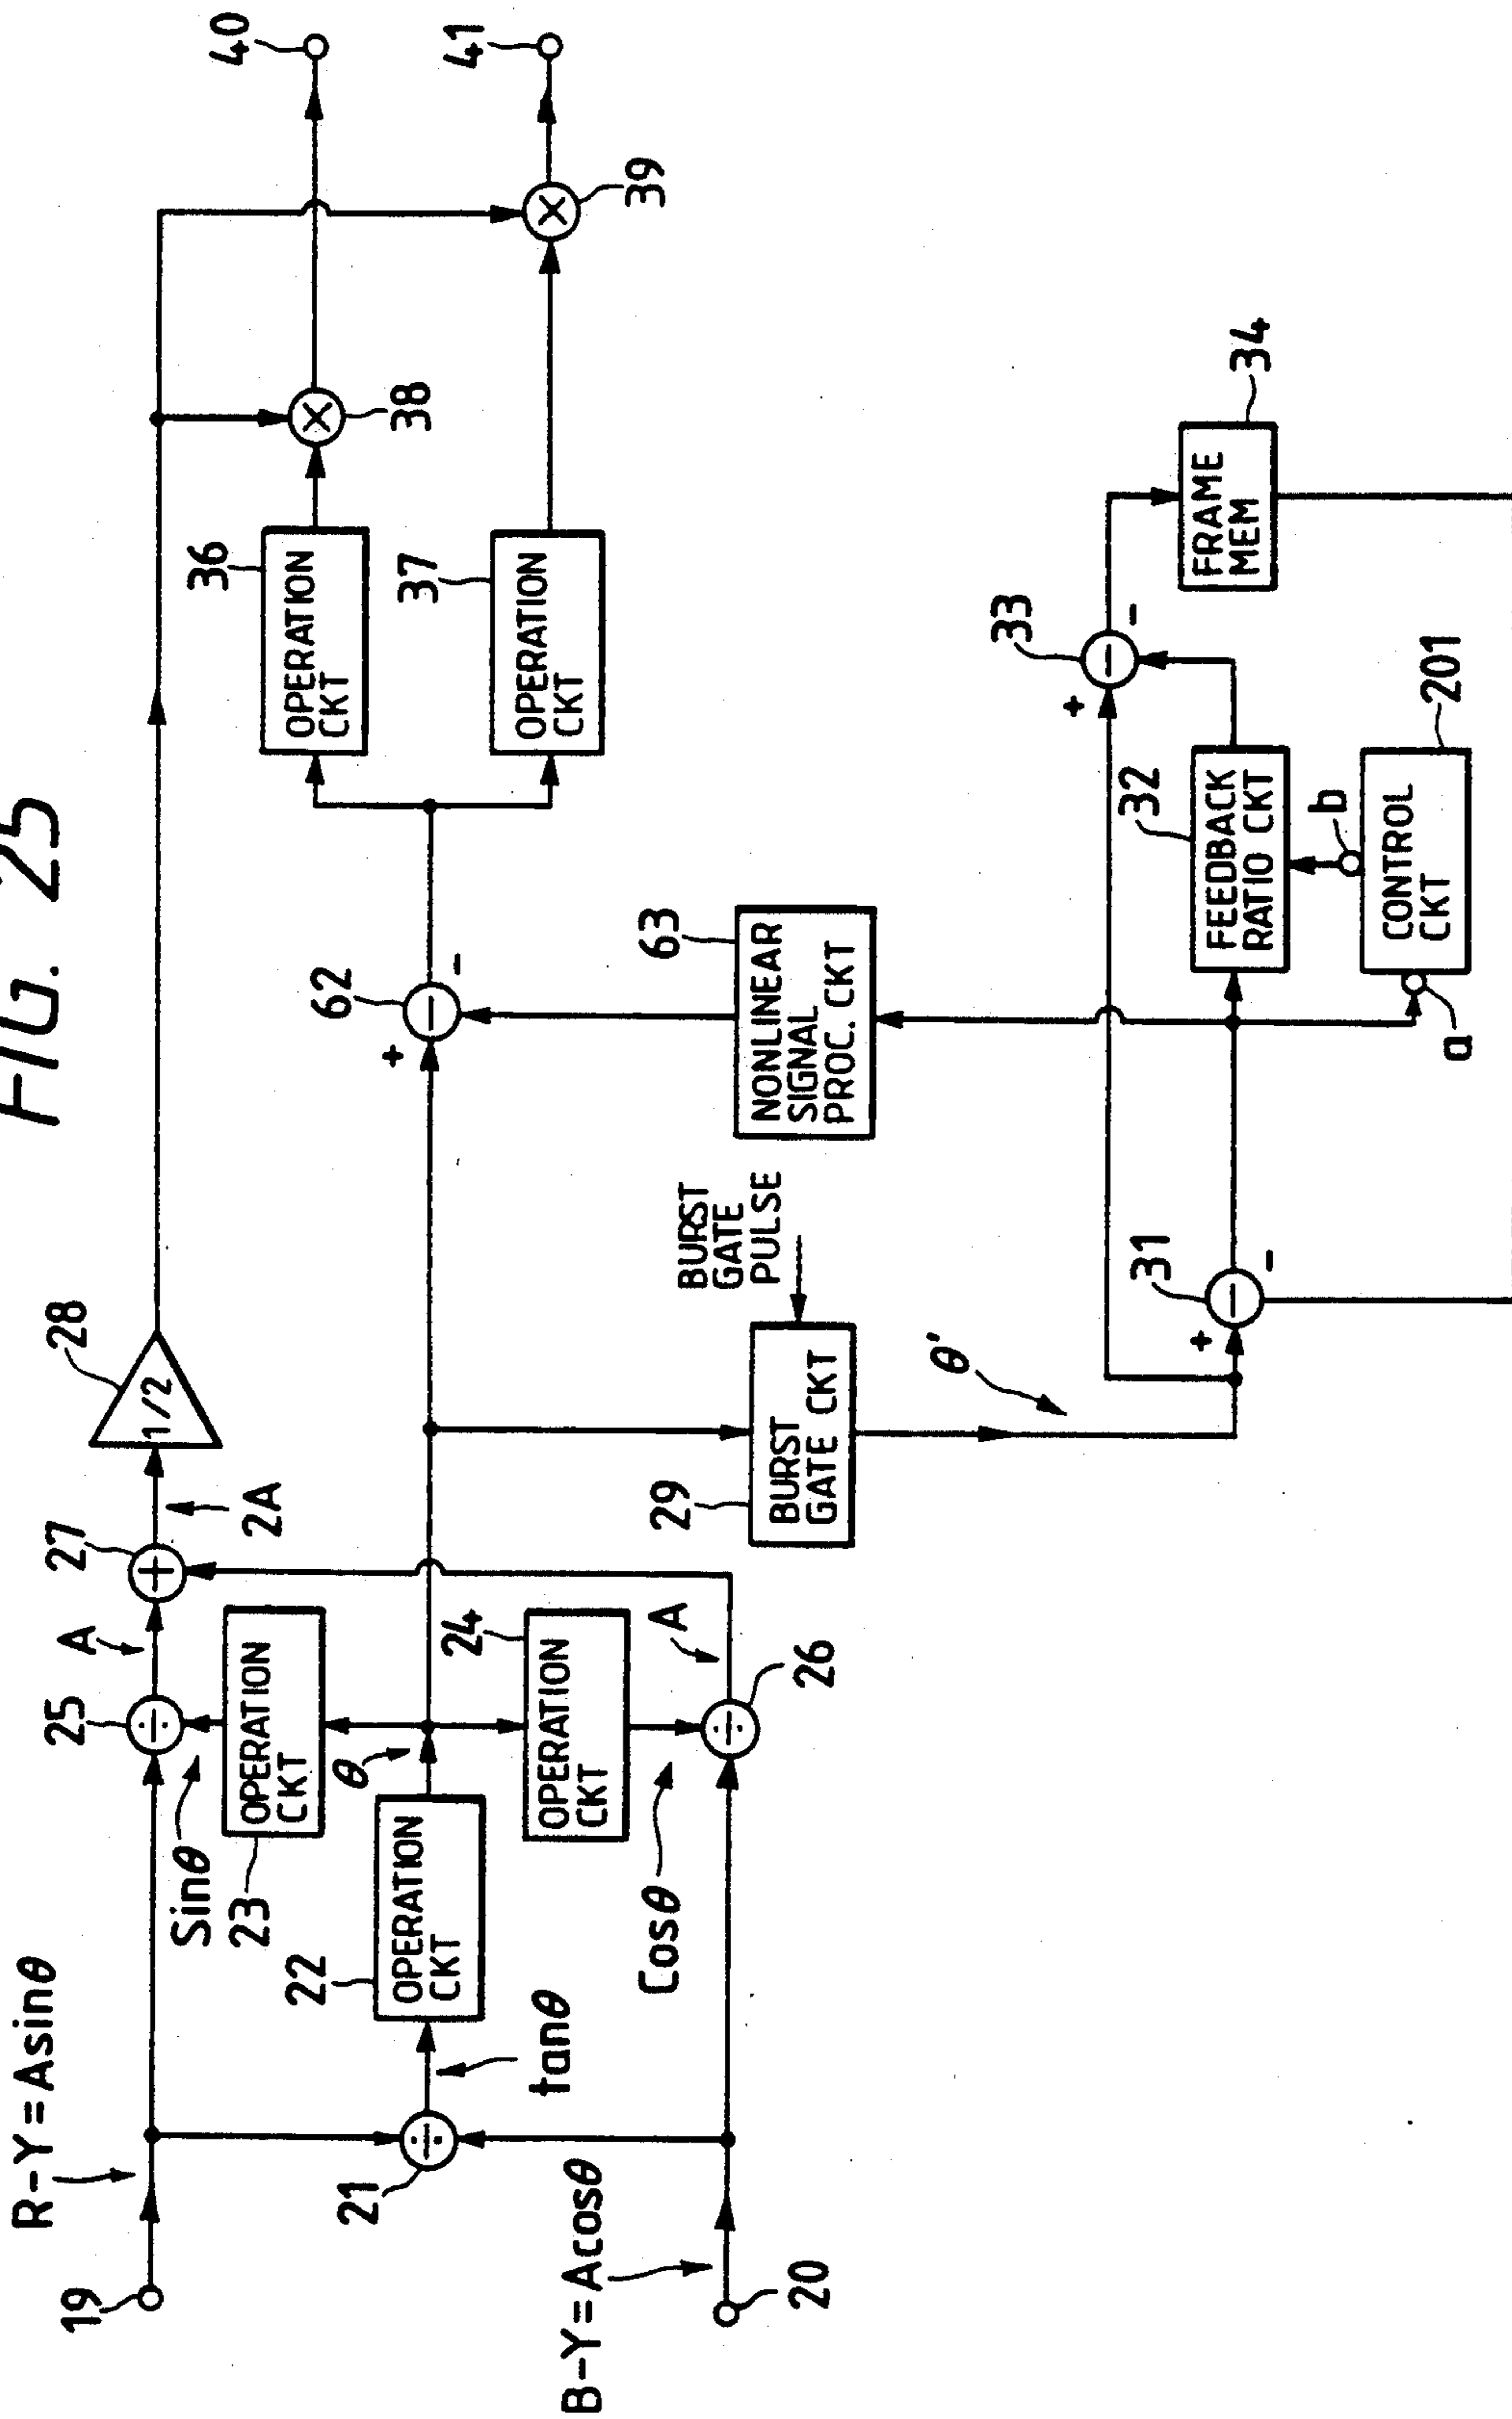 FIG. 25
R-Y=Asinθ
19
Sinθ
23
OPERATION
CKT
25
A
27
2A
28
1/2
40
21
tanθ
22
OPERATION
CKT
θ
62
+
-
36
OPERATION
CKT
38
41
37
OPERATION
CKT
39
B-Y=Acosθ
20
Cosθ
24
OPERATION
CKT
26
A
29
BURST
GATE CKT
BURST
GATE
PULSE
63
NONLINEAR
SIGNAL
PROC. CKT
θ'
31
+
-
33
+
-
32
FEEDBACK
RATIO CKT
34
FRAME
MEM
a
b
CONTROL
CKT
201